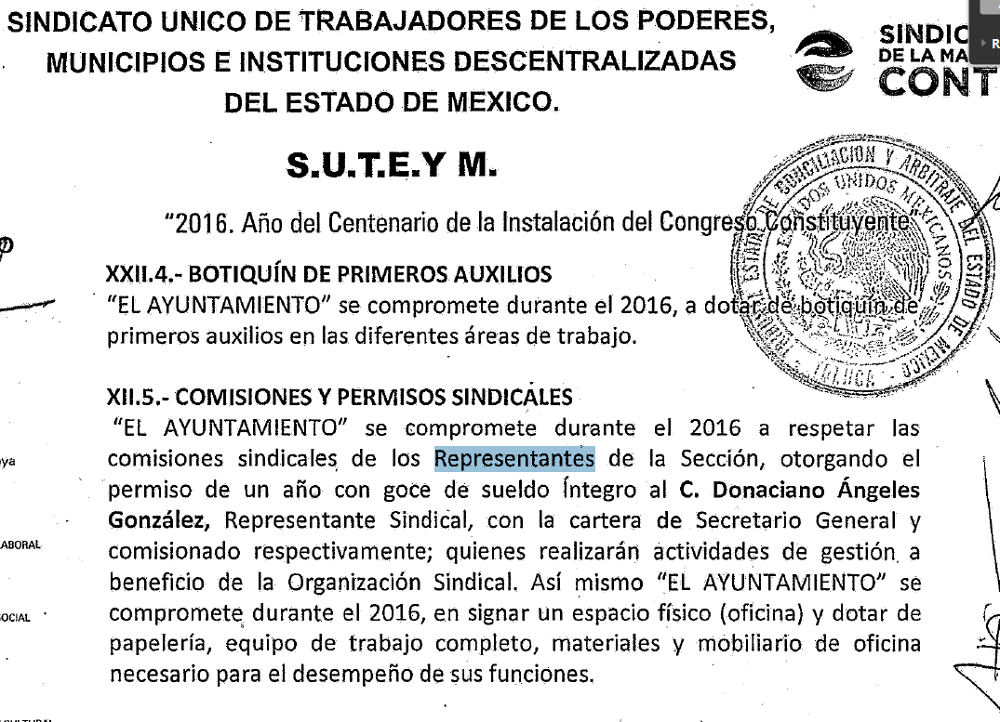 SINDICATO UNICO DE TRABAJADORES DE LOS PODERES,
MUNICIPIOS E INSTITUCIONES DESCENTRALIZADAS
DEL ESTADO DE MEXICO.
SINDIC
DE LA MA
CONT
R
S.U.T.E.Y M.
"2016. Año del Centenario de la Instalación del Congreso Constituyente"
TRIBUNAL ESTATAL DE CONCILIACION Y ARBITRAJE DEL ESTADO DE MEXICO
ESTADOS UNIDOS MEXICANOS
TOLUCA
XXII.4.- BOTIQUÍN DE PRIMEROS AUXILIOS
"EL AYUNTAMIENTO" se compromete durante el 2016, a dotar de botiquín de
primeros auxilios en las diferentes áreas de trabajo.
XII.5.- COMISIONES Y PERMISOS SINDICALES
"EL AYUNTAMIENTO" se compromete durante el 2016 a respetar las
comisiones sindicales de los Representantes de la Sección, otorgando el
permiso de un año con goce de sueldo Íntegro al C. Donaciano Ángeles
González, Representante Sindical, con la cartera de Secretario General y
comisionado respectivamente; quienes realizarán actividades de gestión a
beneficio de la Organización Sindical. Así mismo "EL AYUNTAMIENTO" se
compromete durante el 2016, en signar un espacio físico (oficina) y dotar de
papelería, equipo de trabajo completo, materiales y mobiliario de oficina
necesario para el desempeño de sus funciones.
oya
ABORAL
OCIAL